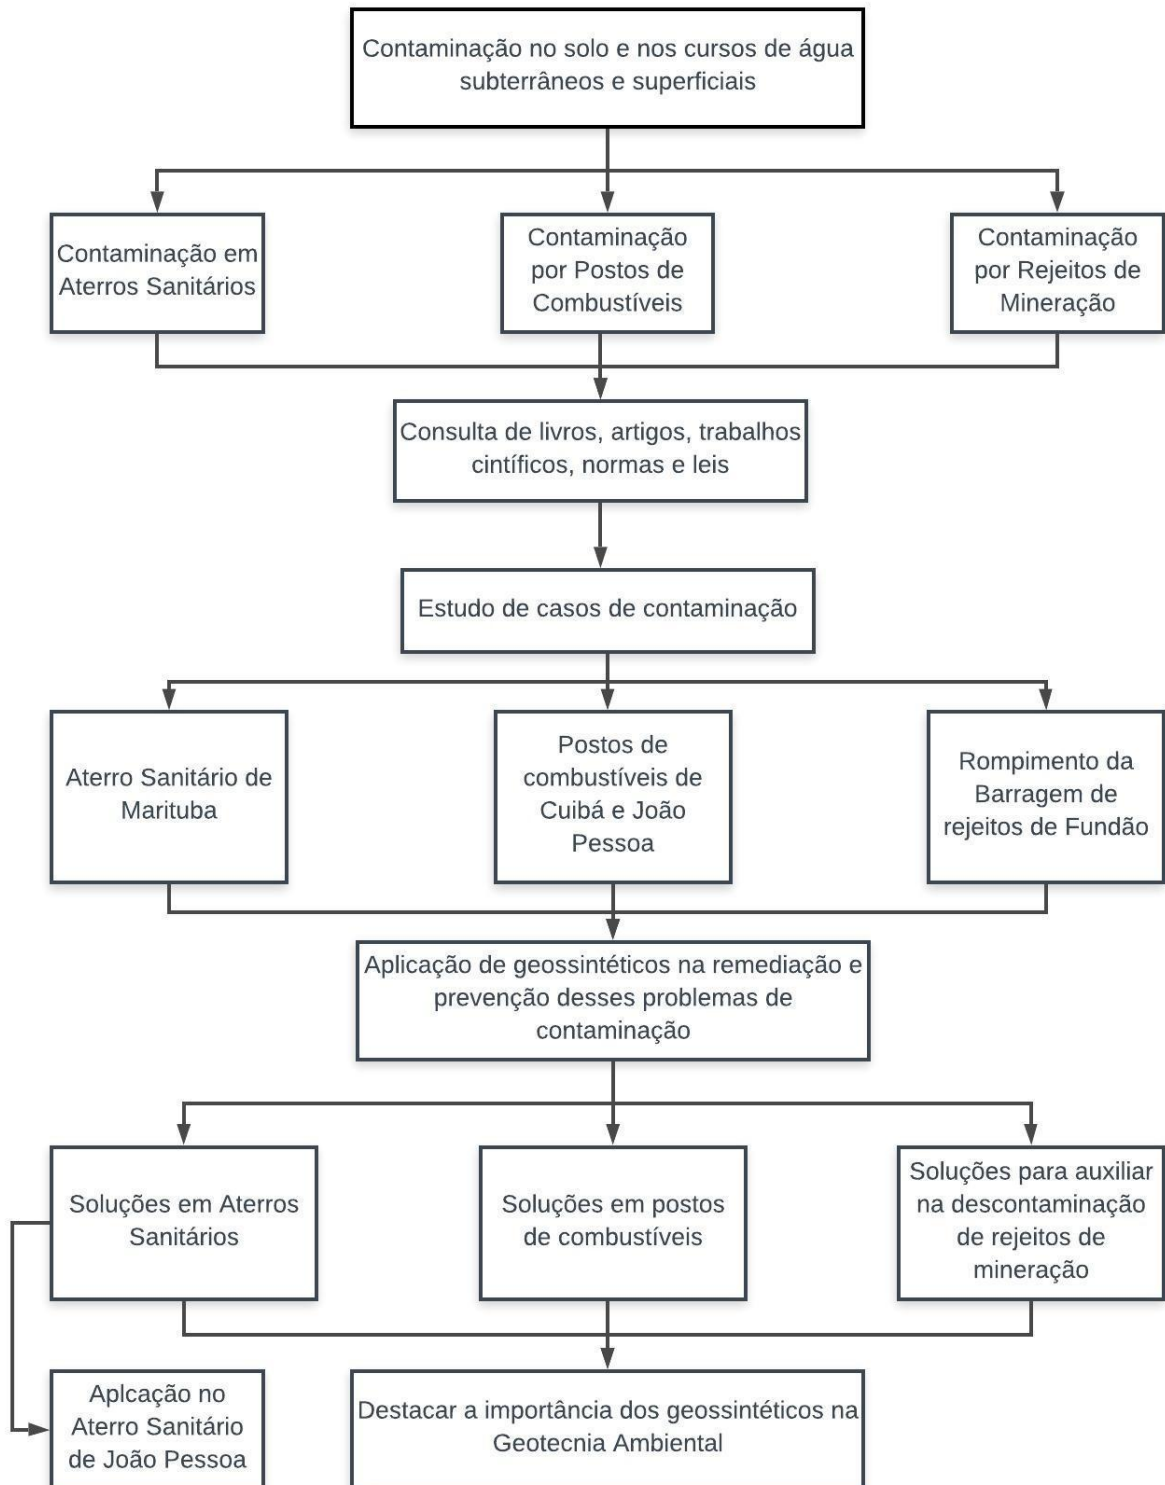 Contaminação no solo e nos cursos de água
subterrâneos e superficiais
Contaminação em
Aterros Sanitários
Contaminação
por Postos de
Combustíveis
Contaminação
por Rejeitos de
Mineração
Consulta de livros, artigos, trabalhos
cintíficos, normas e leis
Estudo de casos de contaminação
Aterro Sanitário de
Marituba
Postos de
combustíveis de
Cuibá e João
Pessoa
Rompimento da
Barragem de
rejeitos de Fundão
Aplicação de geossintéticos na remediação e
prevenção desses problemas de
contaminação
Soluções em Aterros
Sanitários
Soluções em postos
de combustíveis
Soluções para auxiliar
na descontaminação
de rejeitos de
mineração
Aplcação no
Aterro Sanitário
de João Pessoa
Destacar a importância dos geossintéticos na
Geotecnia Ambiental